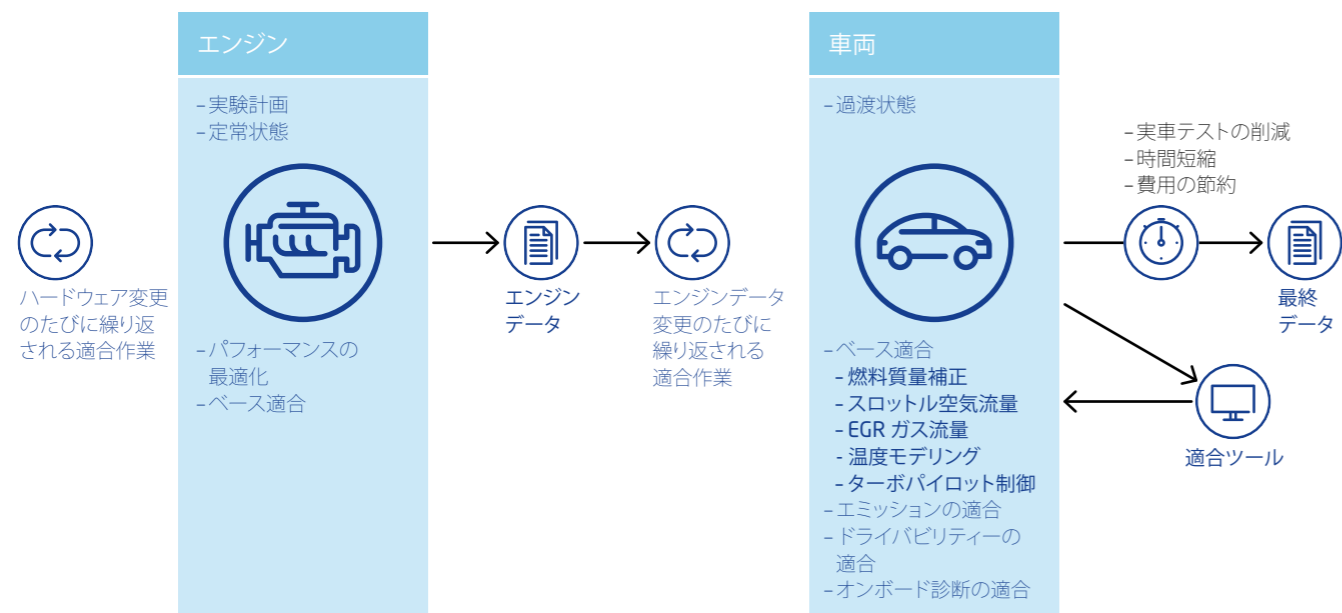 エンジン
–実験計画
–定常状態
ハードウェア変更
のたびに繰り返
される適合作業
–パフォーマンスの
最適化
–ベース適合
エンジン
データ
エンジンデータ
変更のたびに
繰り返される
適合作業
車両
–過渡状態
–ベース適合
–燃料質量補正
–スロットル空気流量
–EGR ガス流量
- 温度モデリング
–ターボパイロット制御
–エミッションの適合
–ドライバビリティーの
適合
–オンボード診断の適合
–実車テストの削減
–時間短縮
–費用の節約
最終
データ
適合ツール